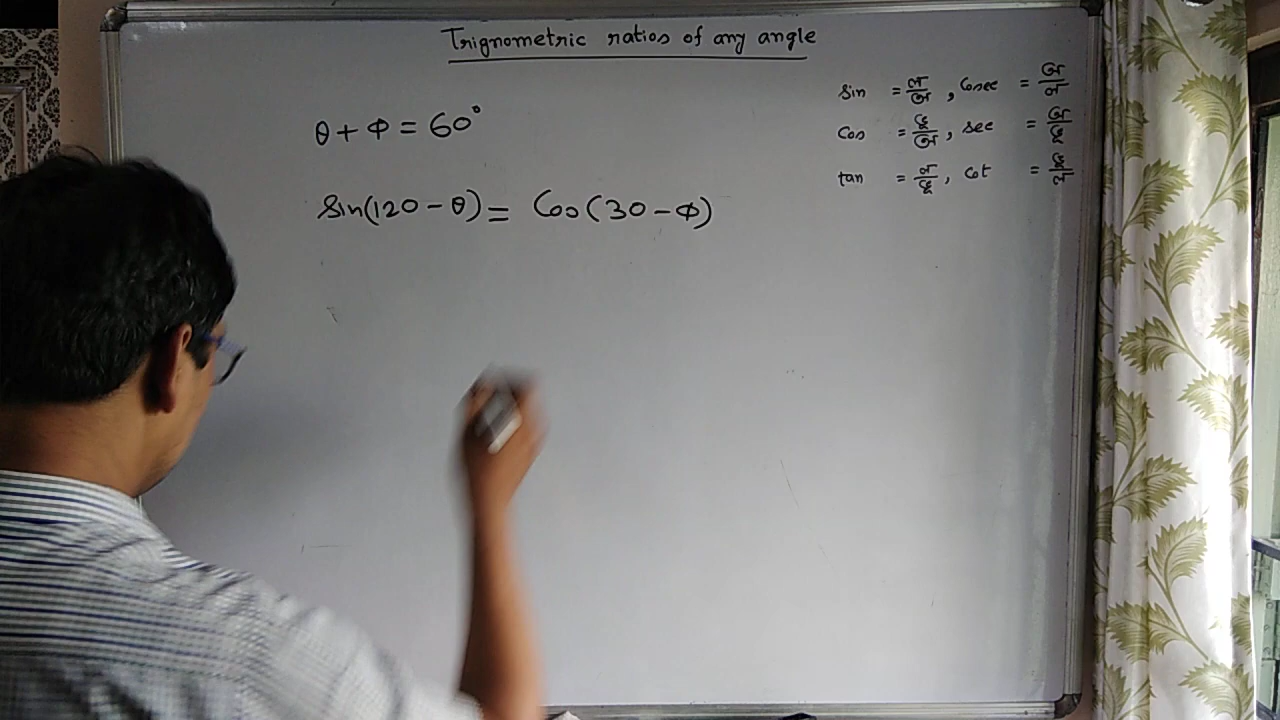 Trignometric ratios of any angle
θ + Φ = 60°
Sin(120 - θ) = Cos(30 - Φ)
Sin = ल/अ, Cosec = अ/ल
Cos = छ/अ, sec = अ/छ
tan = ल/छ, Cot = छ/ल